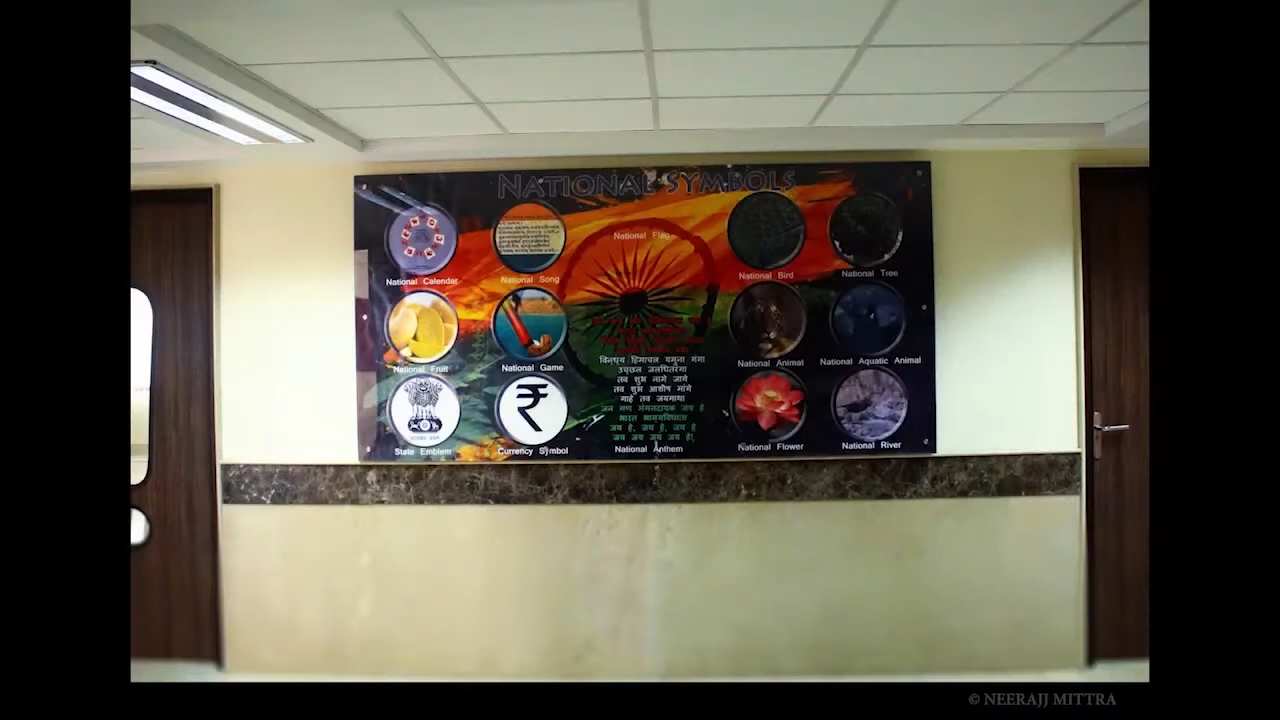 NATIONAL SYMBOLS
National Calendar
National Song
National Flag
National Bird
National Tree
National Fruit
National Game
National Animal
National Aquatic Animal
विन्ध्य हिमाचल यमुना गंगा
उच्छल जलधितरंगा
तव शुभ नामे जागे
तव शुभ आशीष मांगे
गाहे तव जयगाथा
जन गण मंगलदायक जय हे
भारत भाग्यविधाता
जय हे, जय हे, जय हे
जय जय जय जय हे!
State Emblem
Currency Symbol
National Anthem
National Flower
National River
© NEERAJJ MITTRA